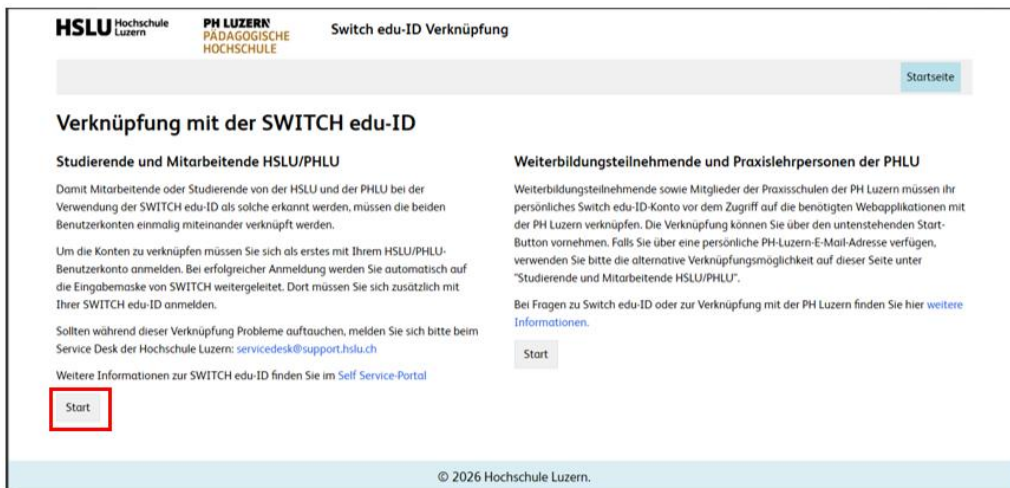 HSLU Hochschule
Luzern
PH LUZERN
PÄDAGOGISCHE
HOCHSCHULE
Switch edu-ID Verknüpfung
Startseite
Verknüpfung mit der SWITCH edu-ID
Studierende und Mitarbeitende HSLU/PHLU
Damit Mitarbeitende oder Studierende von der HSLU und der PHLU bei der
Verwendung der SWITCH edu-ID als solche erkannt werden, müssen die beiden
Benutzerkonten einmalig miteinander verknüpft werden.
Um die Konten zu verknüpfen müssen Sie sich als erstes mit Ihrem HSLU/PHLU-
Benutzerkonto anmelden. Bei erfolgreicher Anmeldung werden Sie automatisch auf
die Eingabemaske von SWITCH weitergeleitet. Dort müssen Sie sich zusätzlich mit
Ihrer SWITCH edu-ID anmelden.
Sollten während dieser Verknüpfung Probleme auftauchen, melden Sie sich bitte beim
Service Desk der Hochschule Luzern: servicedesk@support.hslu.ch
Weitere Informationen zur SWITCH edu-ID finden Sie im Self Service-Portal
Start
Weiterbildungsteilnehmende und Praxislehrpersonen der PHLU
Weiterbildungsteilnehmende sowie Mitglieder der Praxisschulen der PH Luzern müssen ihr
persönliches Switch edu-ID-Konto vor dem Zugriff auf die benötigten Webapplikationen mit
der PH Luzern verknüpfen. Die Verknüpfung können Sie über den untenstehenden Start-
Button vornehmen. Falls Sie über eine persönliche PH-Luzern-E-Mail-Adresse verfügen,
verwenden Sie bitte die alternative Verknüpfungsmöglichkeit auf dieser Seite unter
"Studierende und Mitarbeitende HSLU/PHLU".
Bei Fragen zu Switch edu-ID oder zur Verknüpfung mit der PH Luzern finden Sie hier weitere
Informationen.
Start
© 2026 Hochschule Luzern.